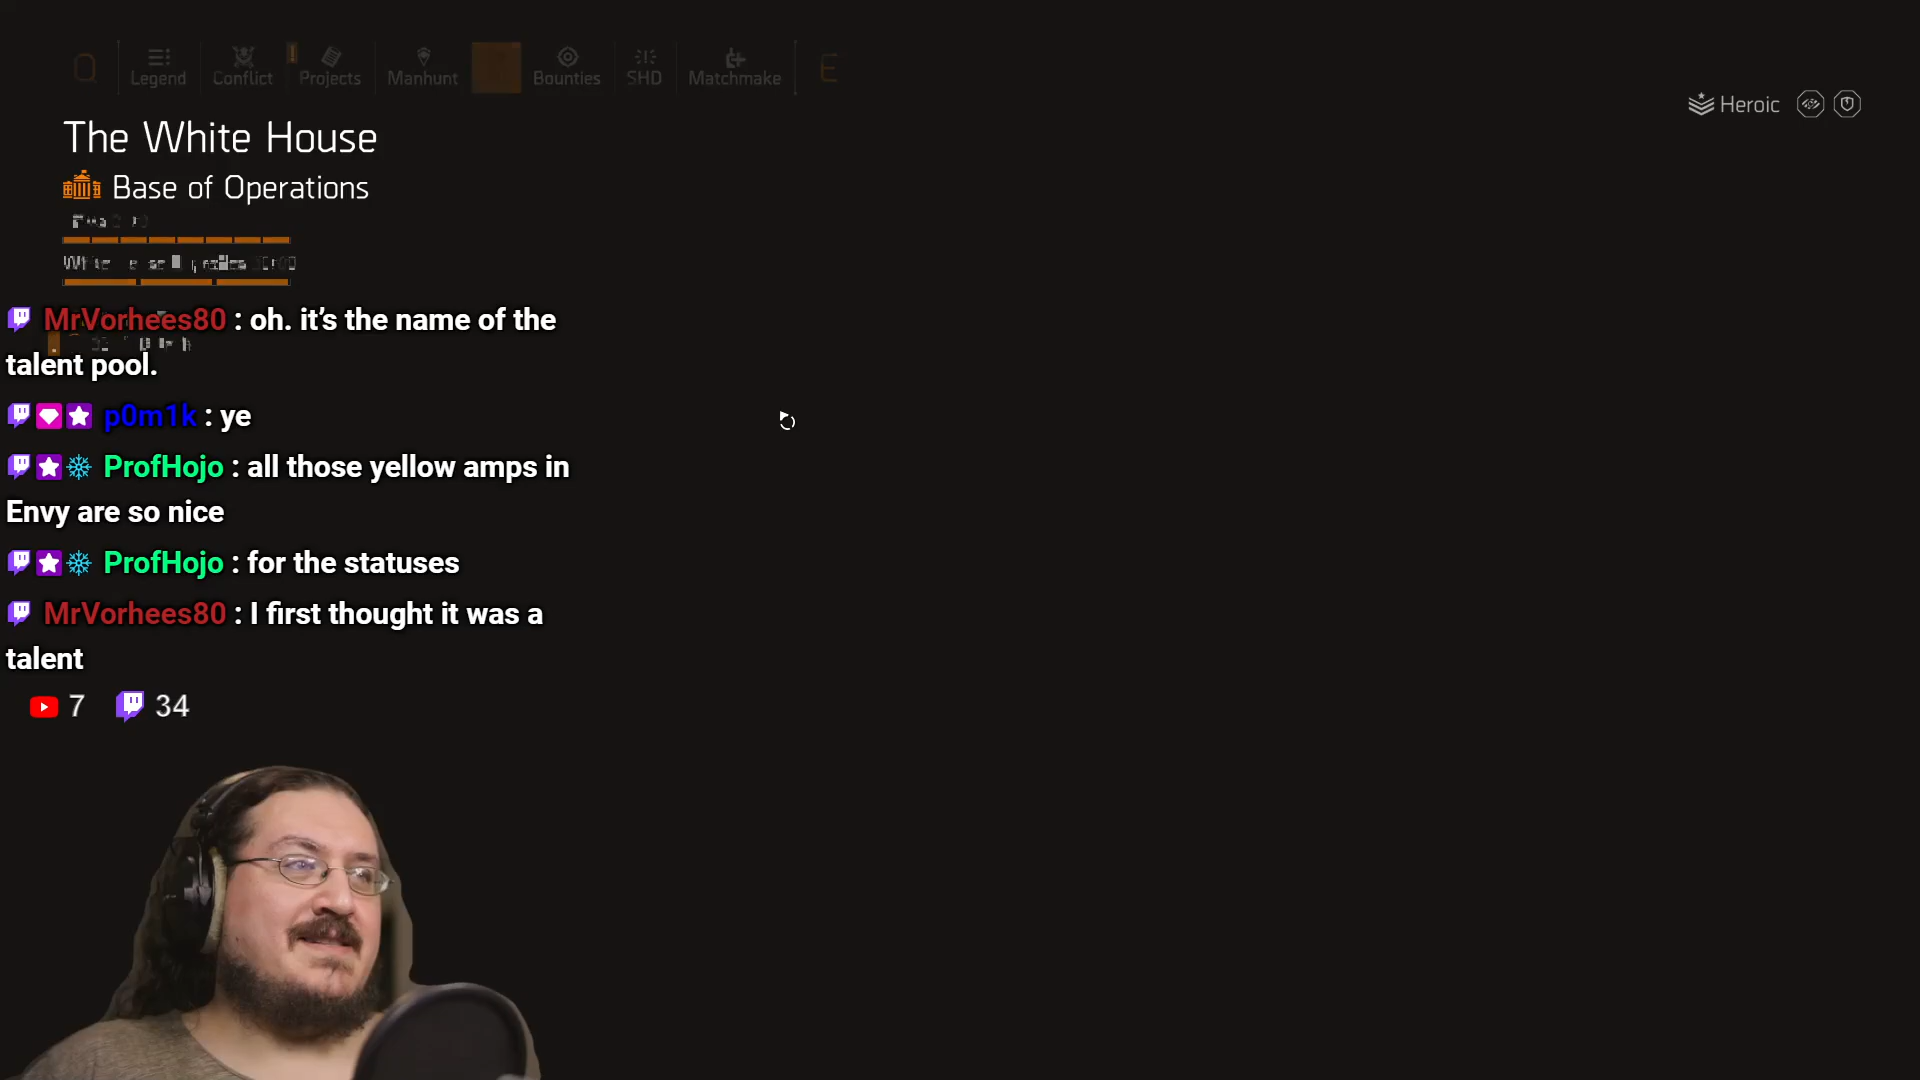 Q
Legend
Conflict
!
Projects
Manhunt
Bounties
SHD
Matchmake
E
Heroic
The White House
Base of Operations
MrVorhees80 : oh. it’s the name of the
talent pool.
p0m1k : ye
ProfHojo : all those yellow amps in
Envy are so nice
ProfHojo : for the statuses
MrVorhees80 : I first thought it was a
talent
7
34